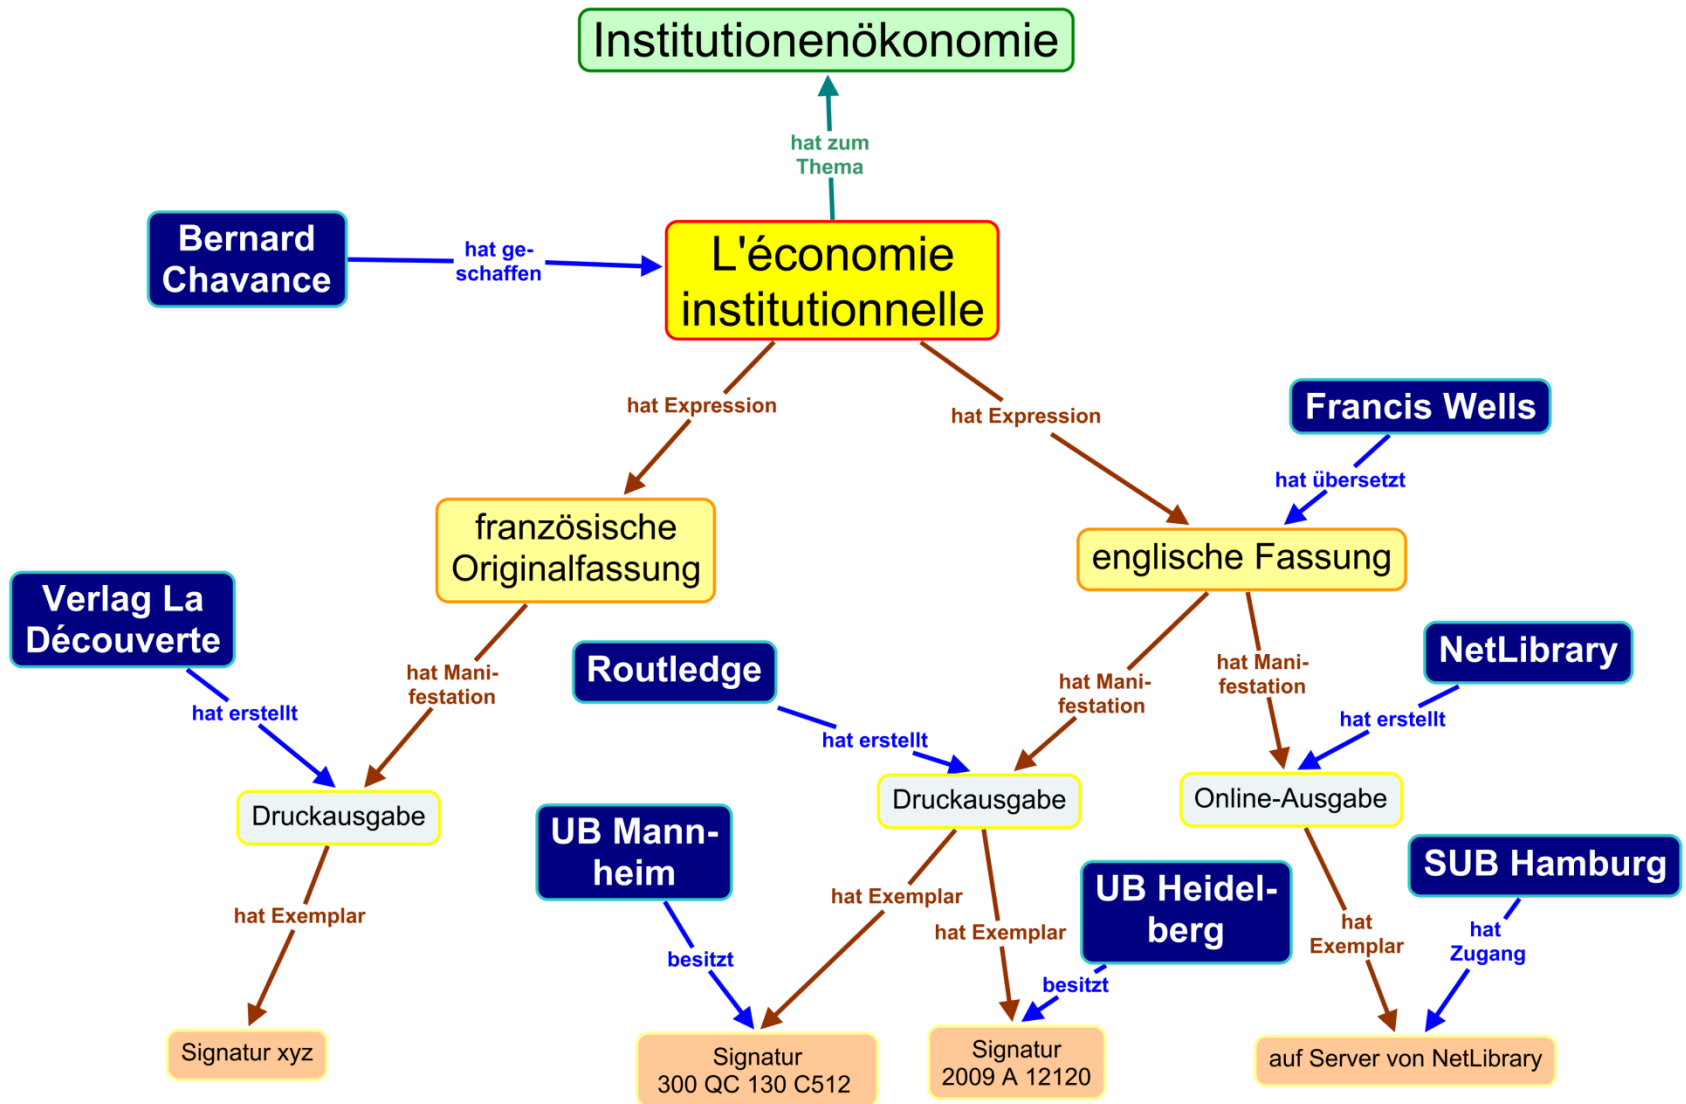 Institutionenökonomie
hat zum
Thema
Bernard
Chavance
hat ge-
schaffen
L'économie
institutionnelle
hat Expression
hat Expression
Francis Wells
hat übersetzt
französische
Originalfassung
englische Fassung
Verlag La
Découverte
hat erstellt
hat Mani-
festation
Routledge
hat erstellt
hat Mani-
festation
hat Mani-
festation
NetLibrary
hat erstellt
Druckausgabe
Druckausgabe
Online-Ausgabe
UB Mann-
heim
UB Heidel-
berg
SUB Hamburg
hat Exemplar
besitzt
hat Exemplar
hat Exemplar
besitzt
hat
Exemplar
hat
Zugang
Signatur xyz
Signatur
300 QC 130 C512
Signatur
2009 A 12120
auf Server von NetLibrary